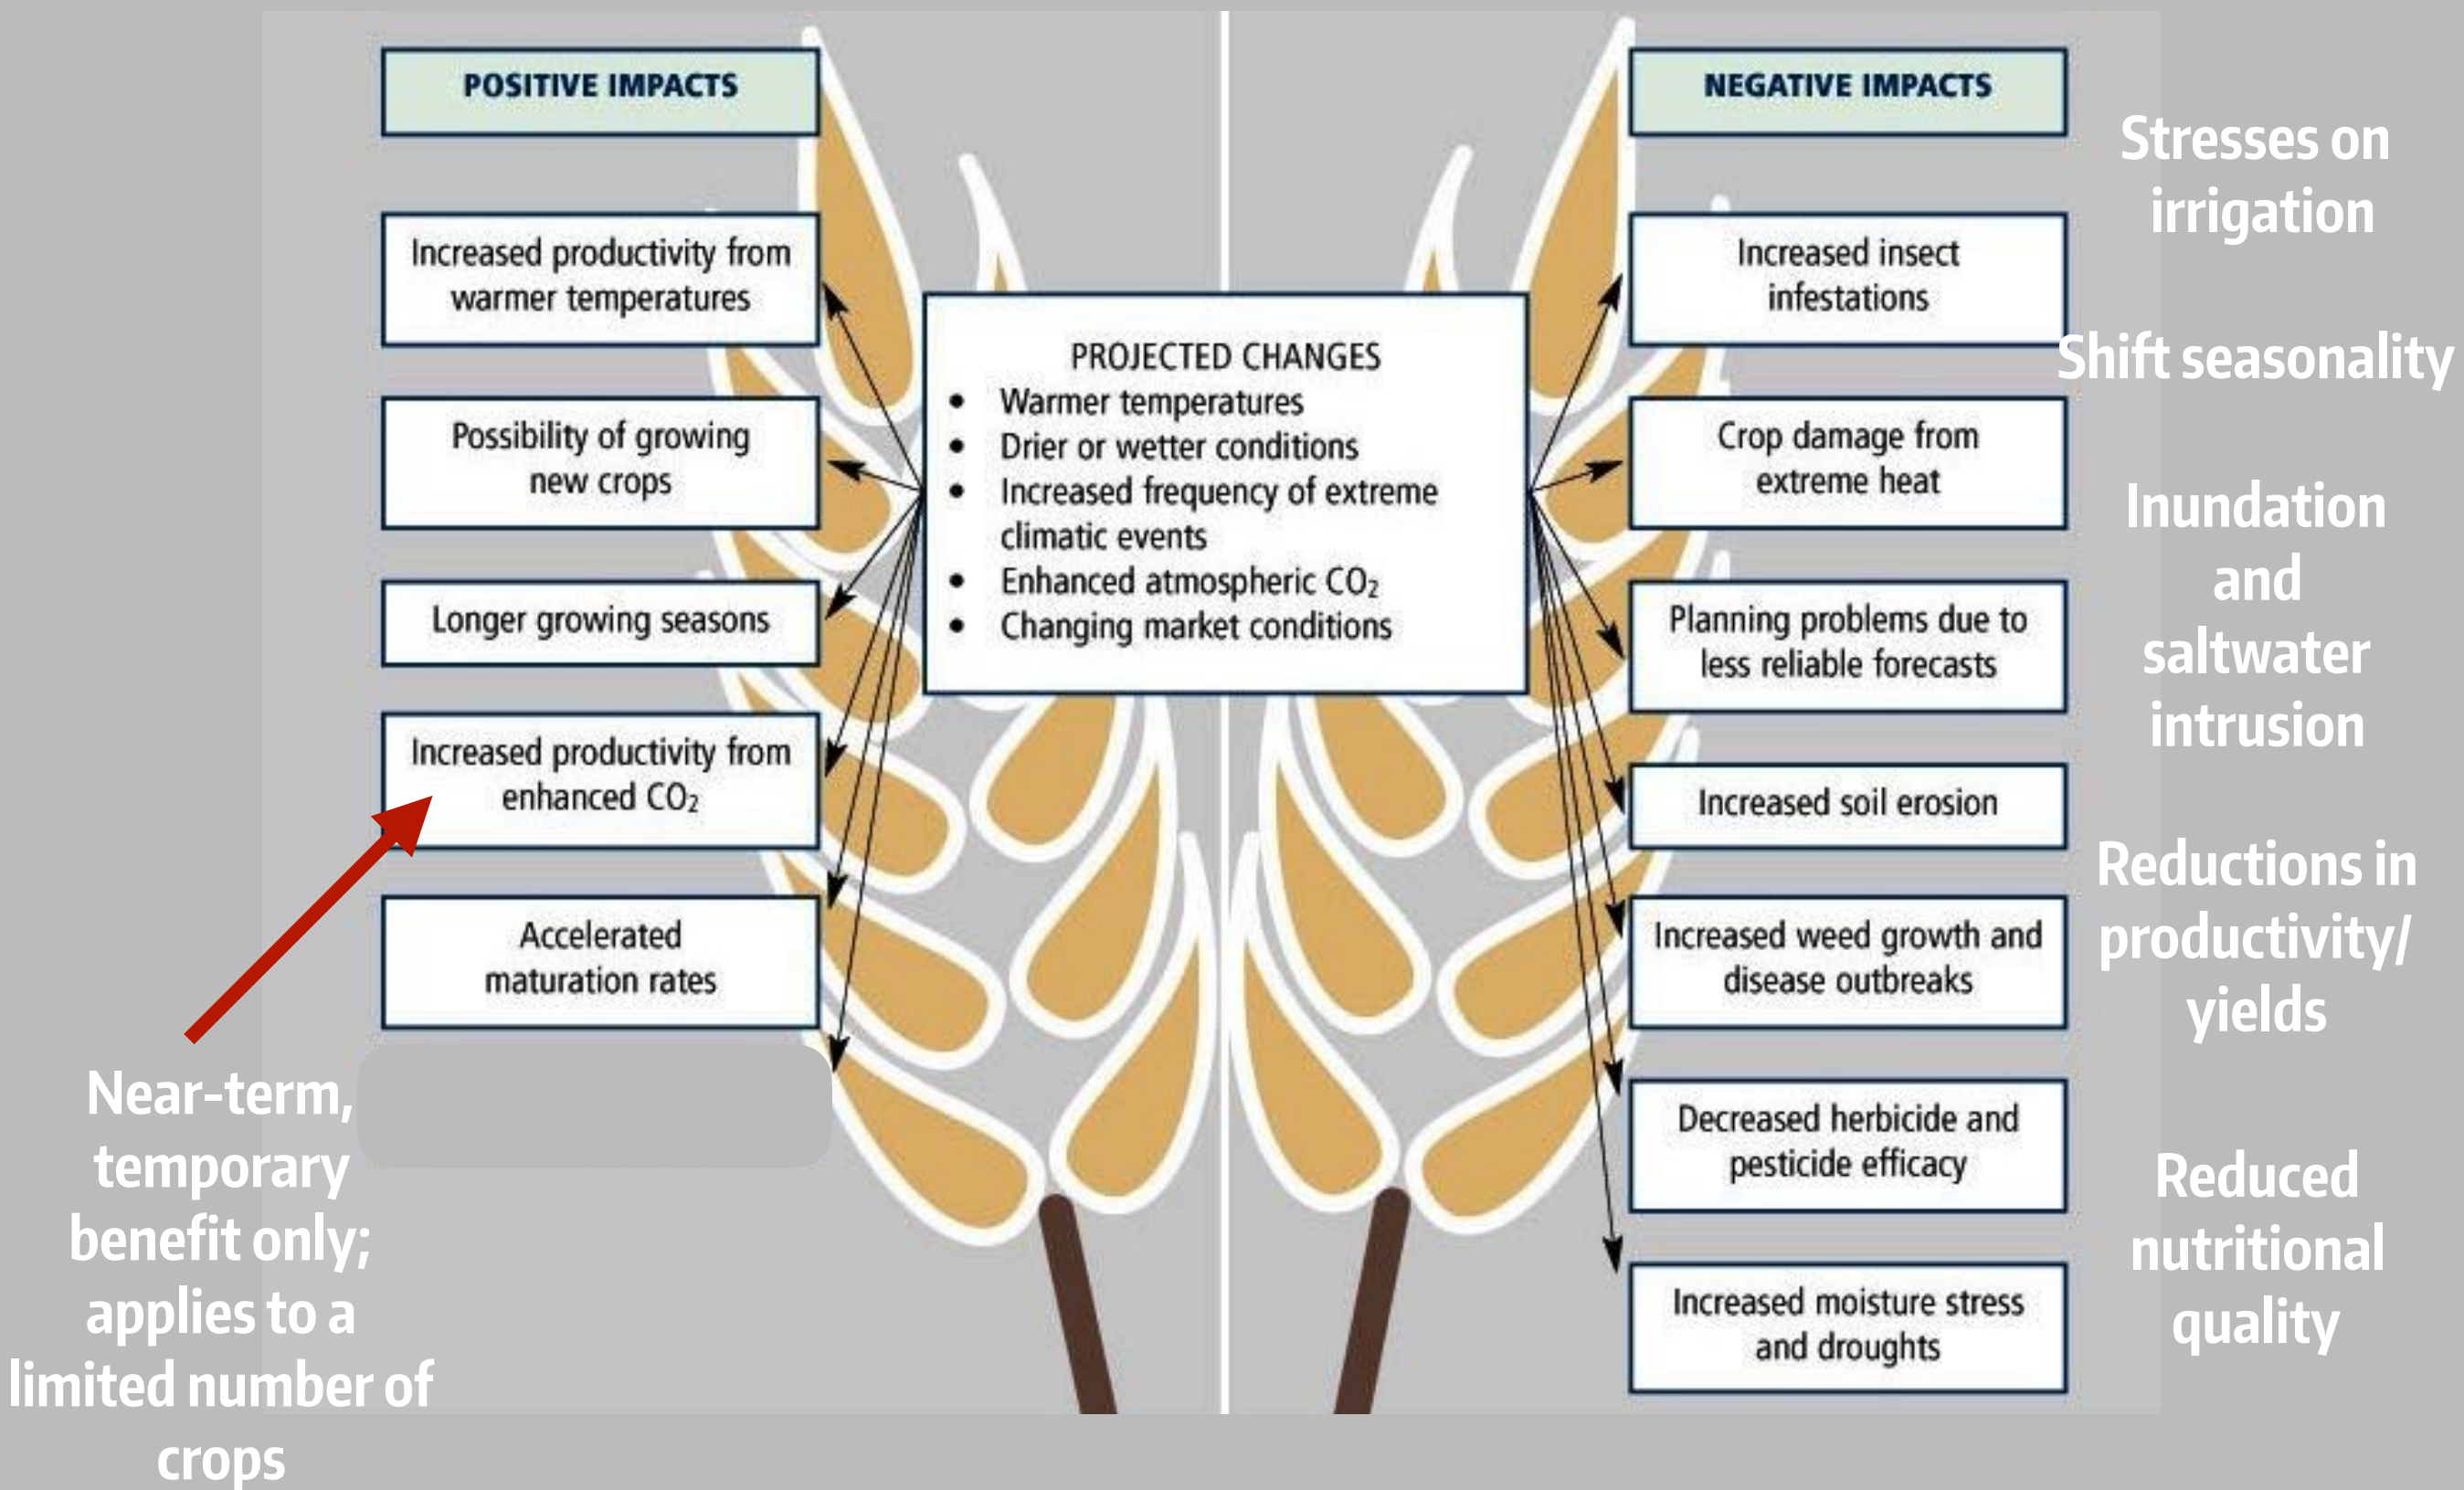 POSITIVE IMPACTS
Increased productivity from
warmer temperatures
Possibility of growing
new crops
Longer growing seasons
Increased productivity from
enhanced CO₂
Accelerated
maturation rates
Near-term,
temporary
benefit only;
applies to a
limited number of
crops
PROJECTED CHANGES
• Warmer temperatures
• Drier or wetter conditions
• Increased frequency of extreme
climatic events
• Enhanced atmospheric CO₂
• Changing market conditions
NEGATIVE IMPACTS
Increased insect
infestations
Crop damage from
extreme heat
Planning problems due to
less reliable forecasts
Increased soil erosion
Increased weed growth and
disease outbreaks
Decreased herbicide and
pesticide efficacy
Increased moisture stress
and droughts
Stresses on
irrigation
Shift seasonality
Inundation
and
saltwater
intrusion
Reductions in
productivity/
yields
Reduced
nutritional
quality